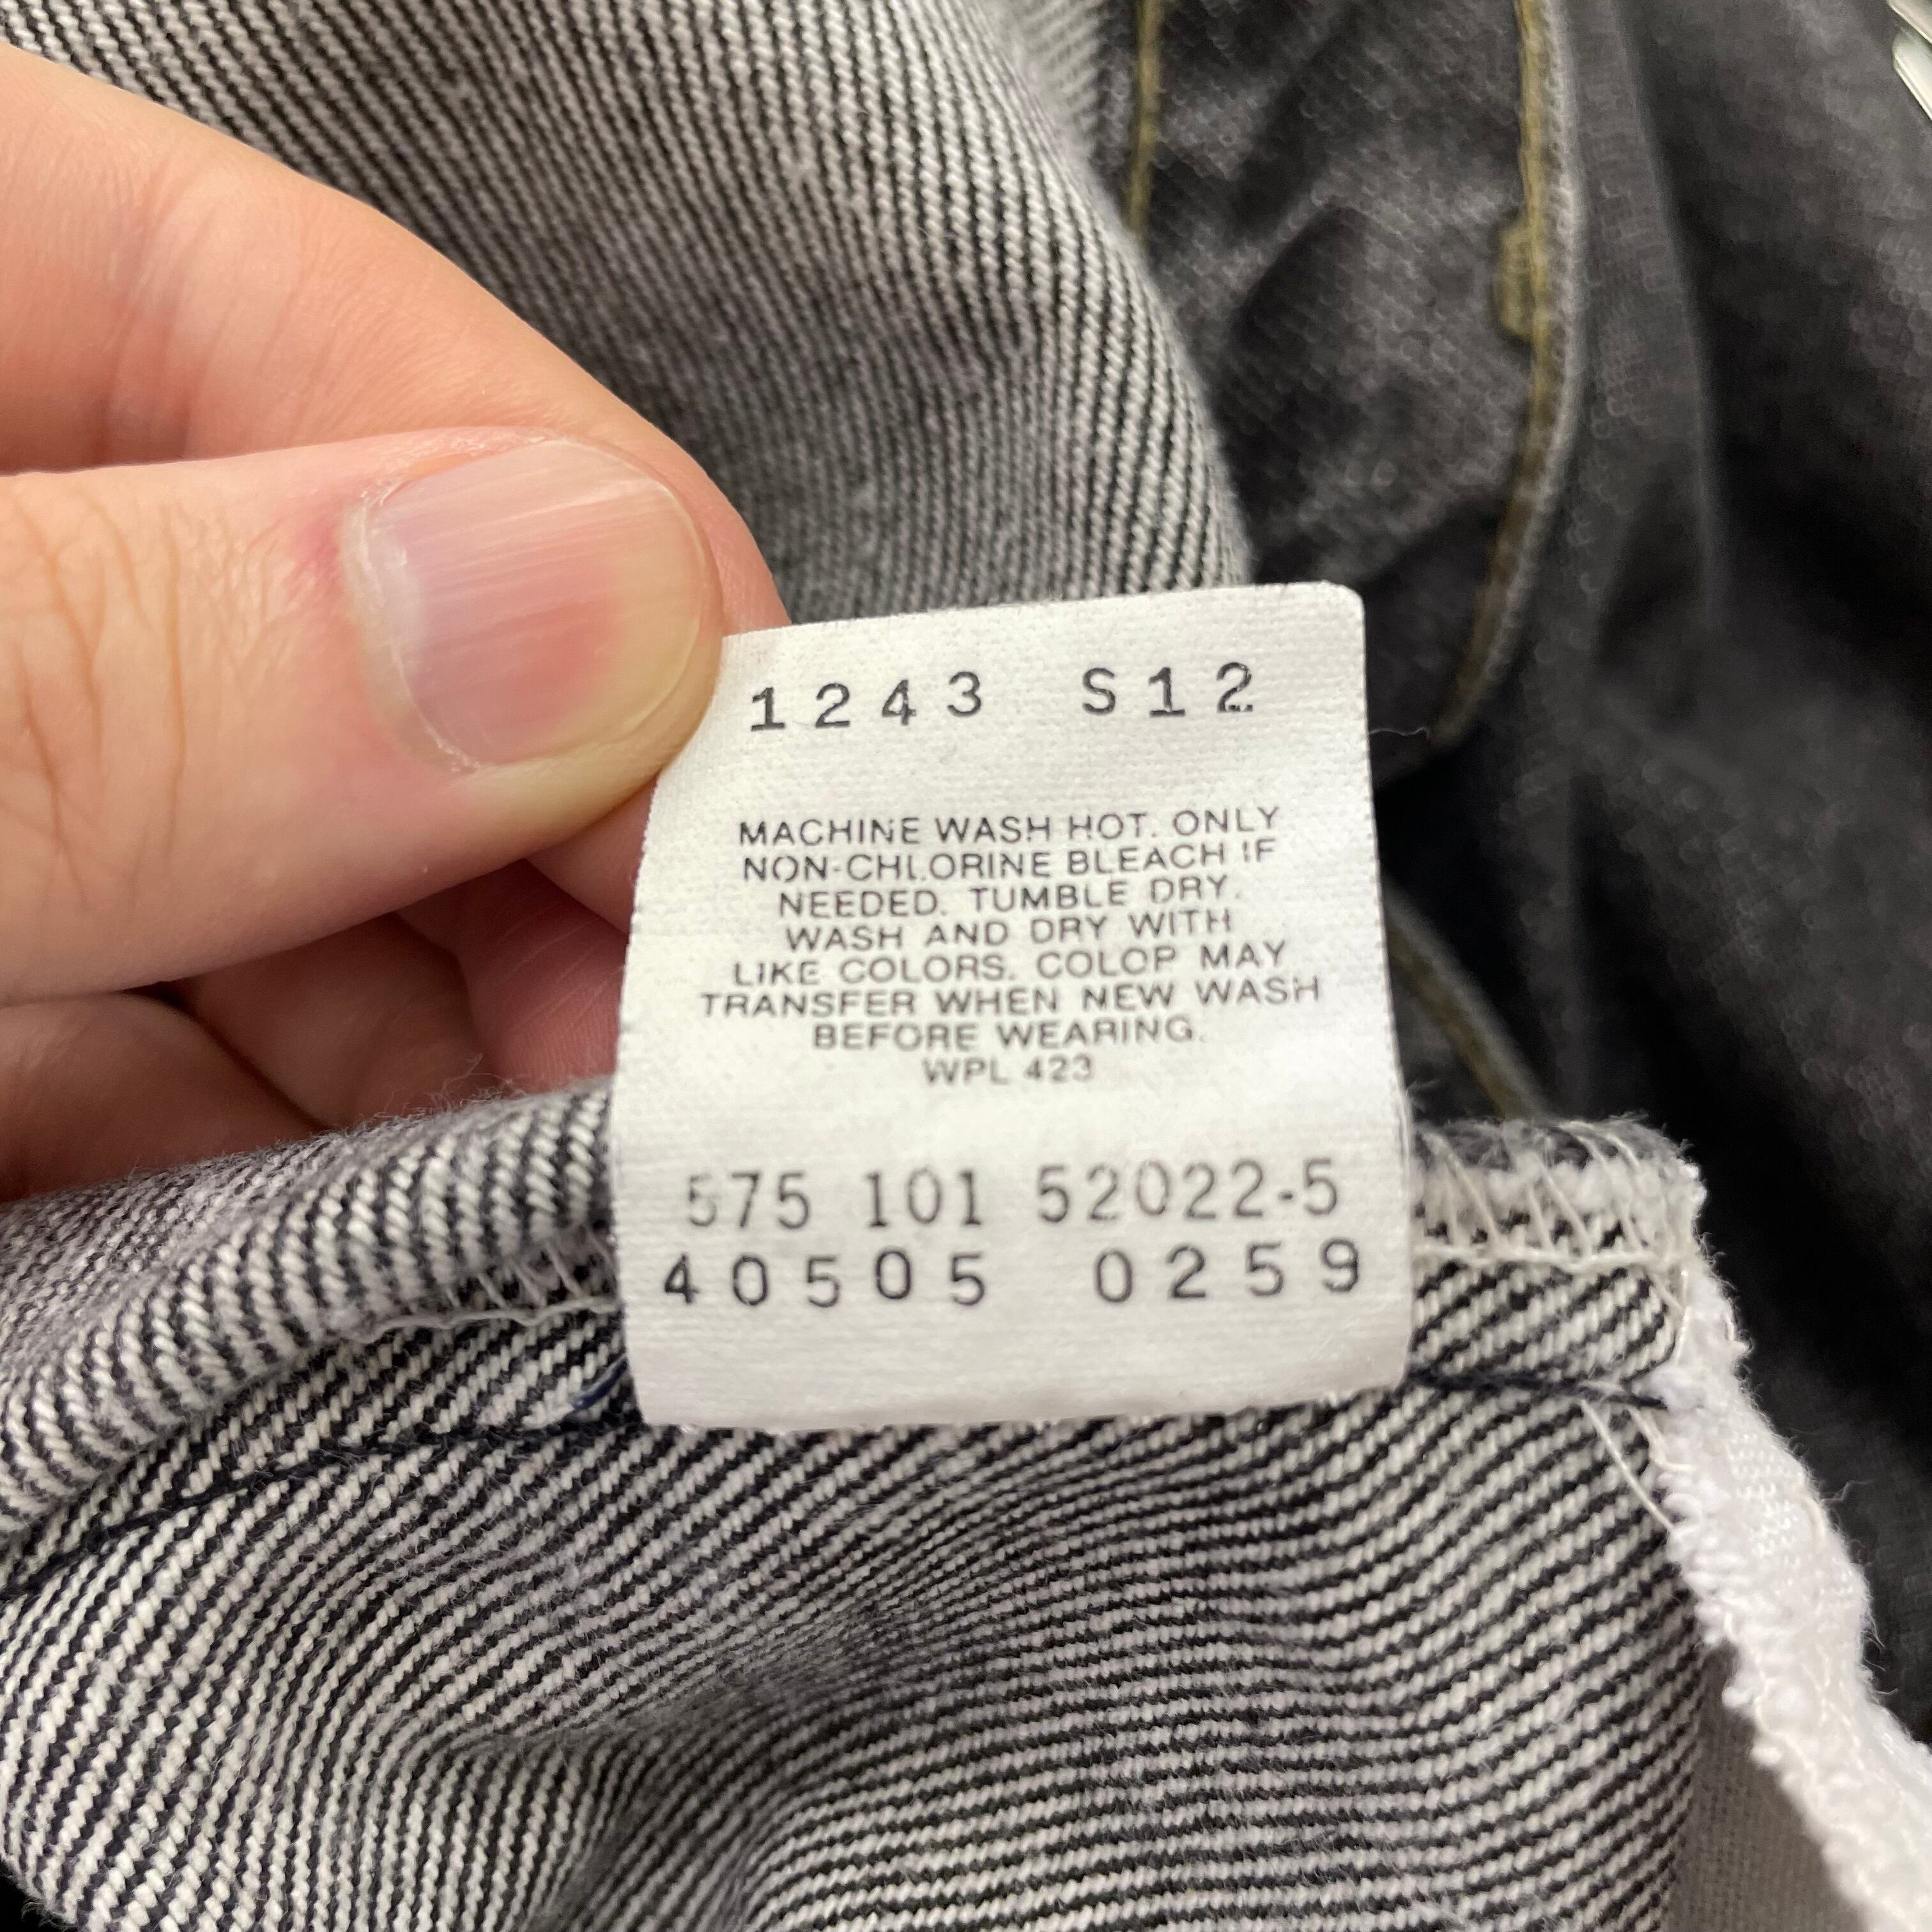 1243 S12
MACHINE WASH HOT. ONLY
NON-CHLORINE BLEACH IF
NEEDED. TUMBLE DRY.
WASH AND DRY WITH
LIKE COLORS. COLOP MAY
TRANSFER WHEN NEW WASH
BEFORE WEARING.
WPL 423
575 101 52022-5
40505 0259